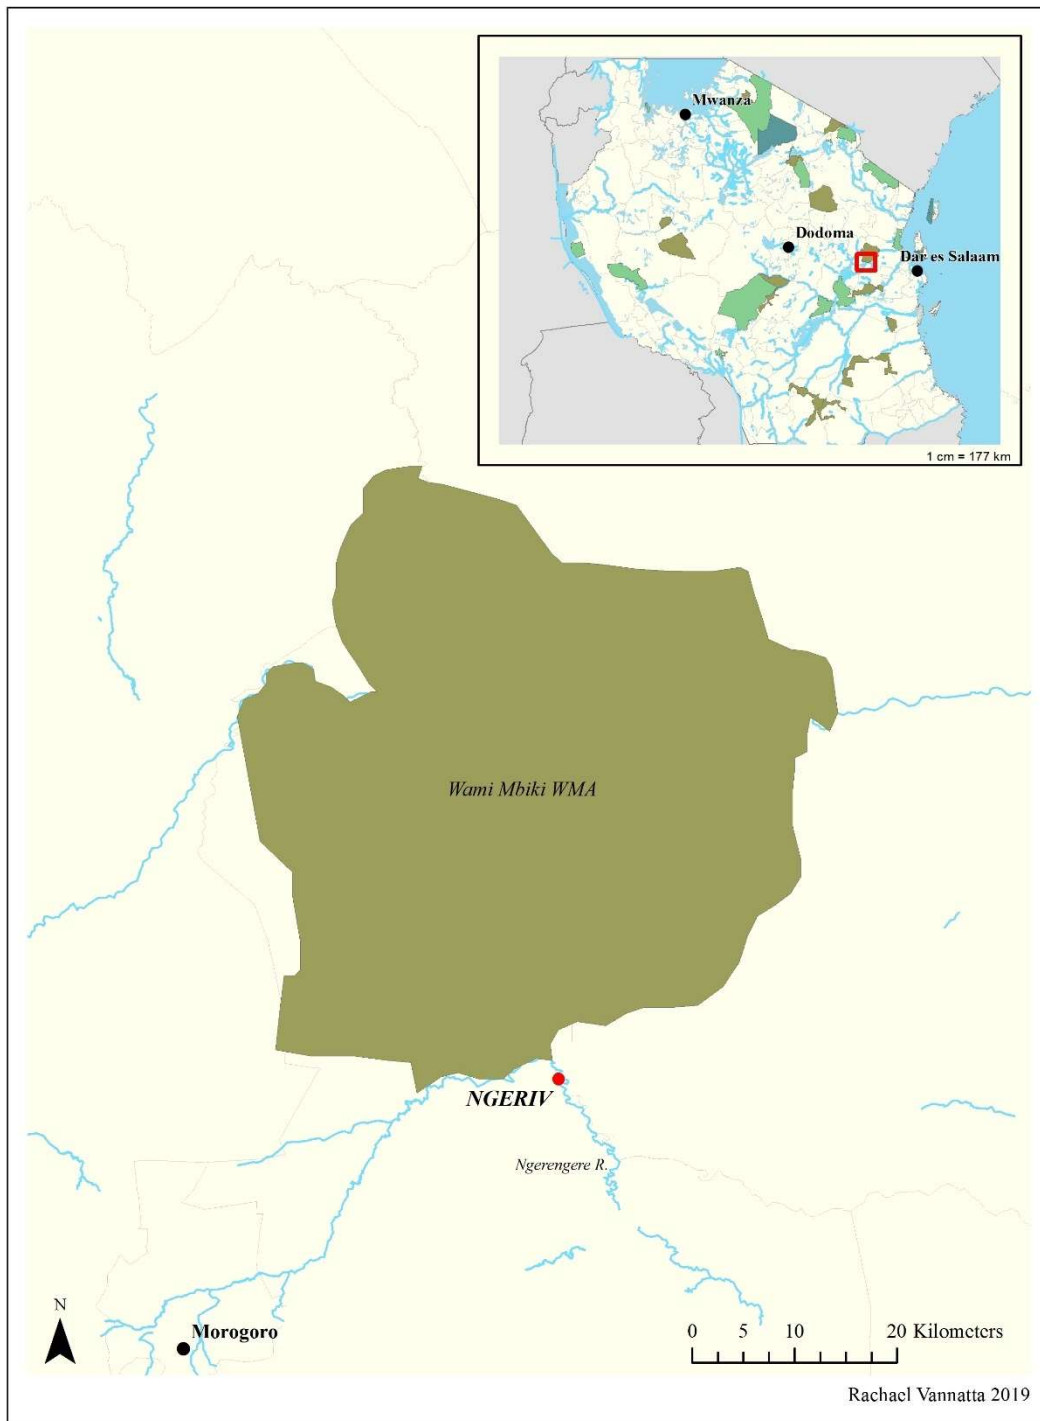 Mwanza
Dodoma
Dar es Salaam
1 cm = 177 km
Wami Mbiki WMA
NGERIV
Ngerengere R.
N
Morogoro
0 5 10 20 Kilometers
Rachael Vannatta 2019